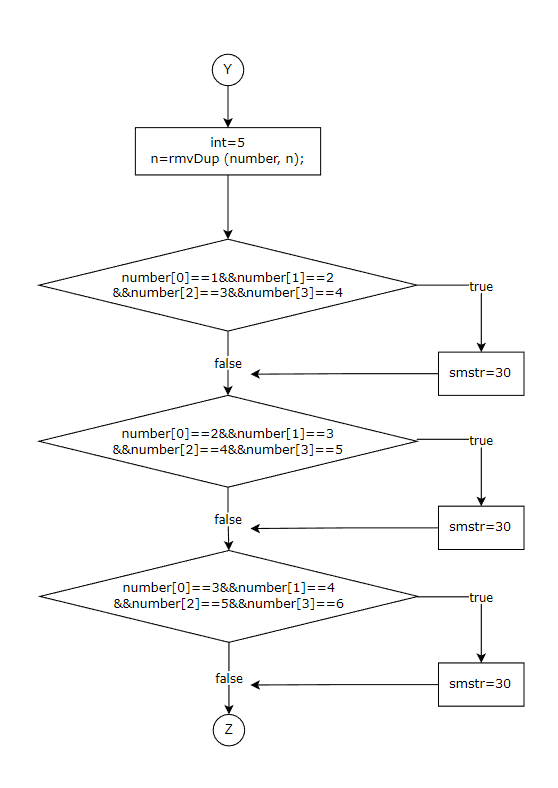 Y
int=5
n=rmvDup (number, n);
number[0]==1&&number[1]==2
&&number[2]==3&&number[3]==4
true
false
smstr=30
number[0]==2&&number[1]==3
&&number[2]==4&&number[3]==5
true
false
smstr=30
number[0]==3&&number[1]==4
&&number[2]==5&&number[3]==6
true
false
smstr=30
Z